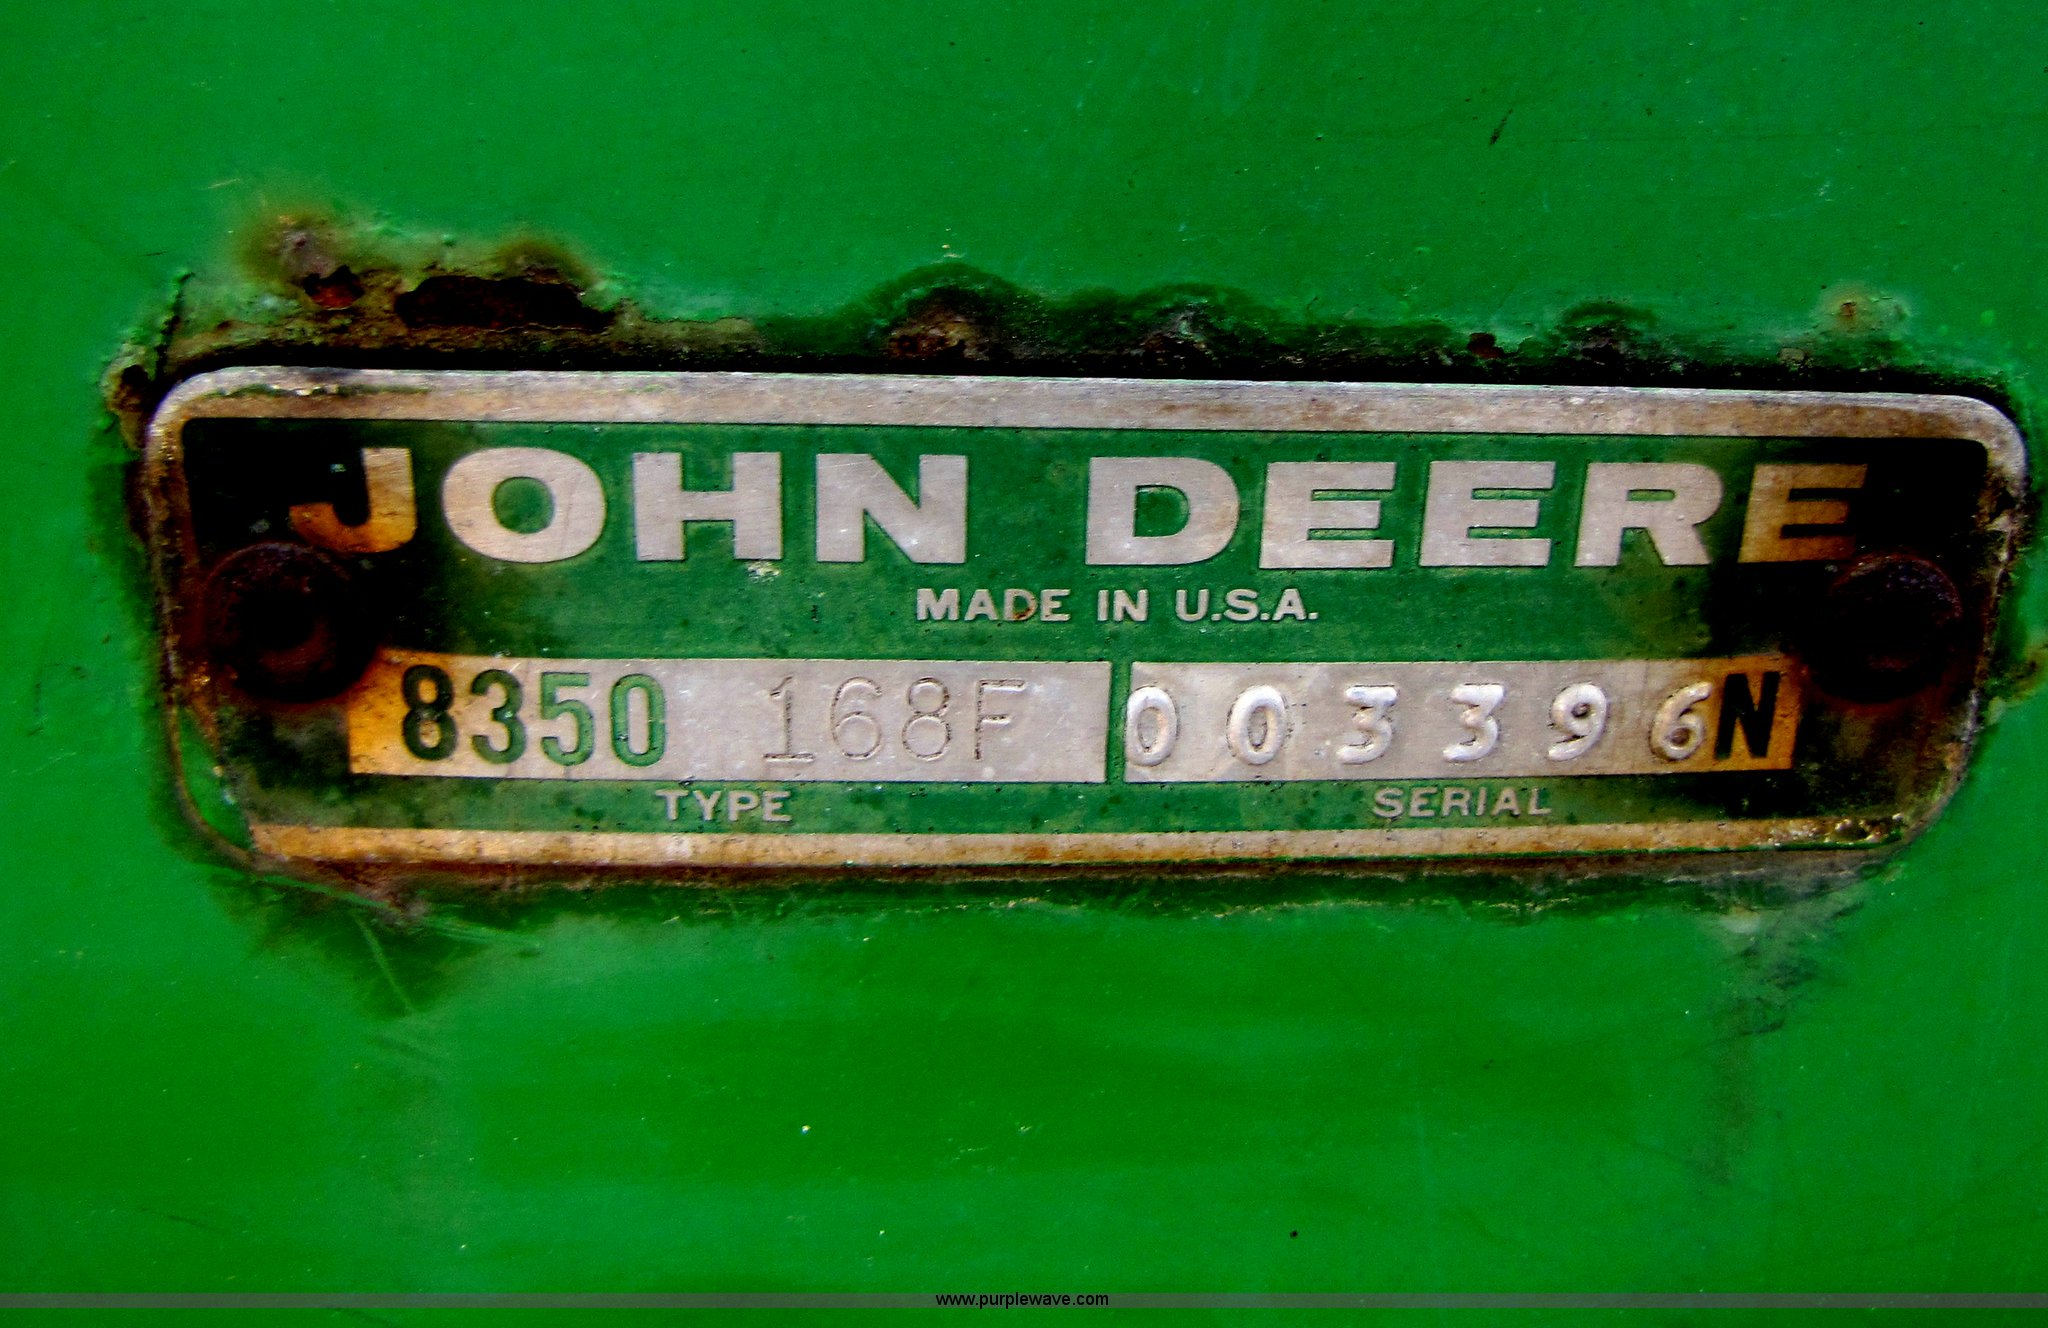 JOHN DEERE
MADE IN U.S.A.
8350 168F 003396N
TYPE SERIAL
www.purplewave.com